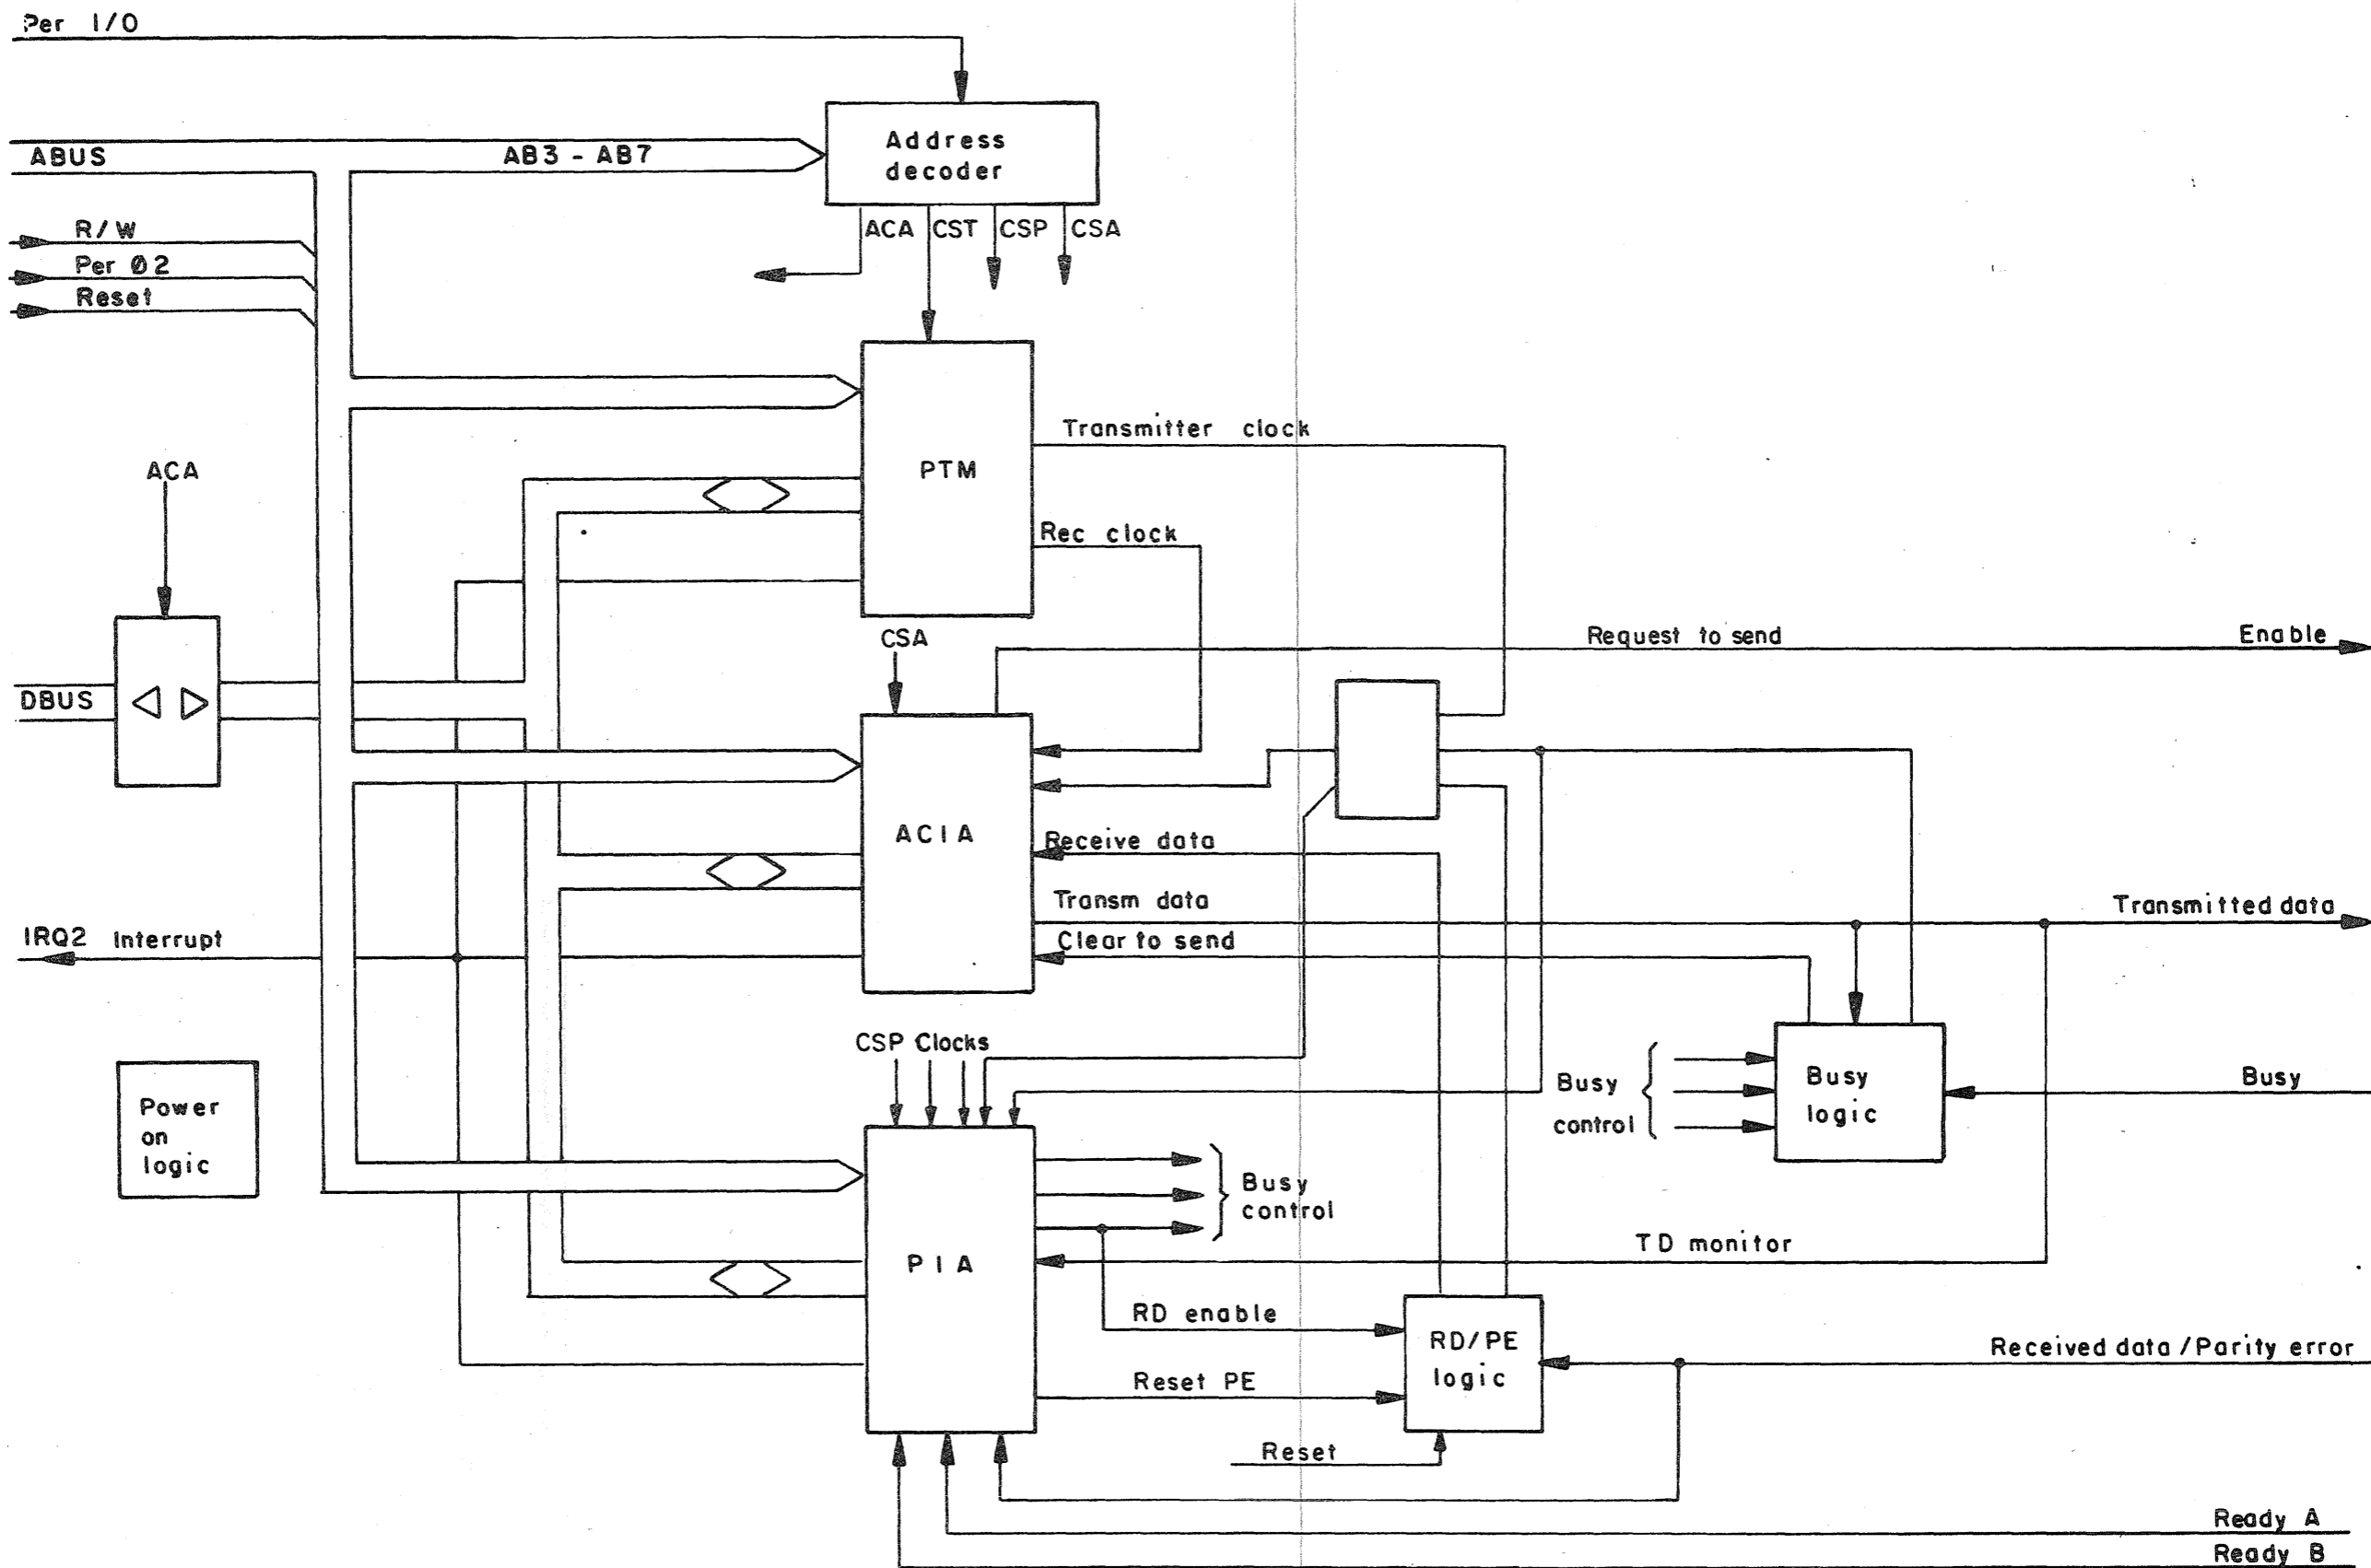 Per I/O
Address
decoder
ABUS
AB3 - AB7
R/W
Per Ø2
Reset
ACA
CST
CSP
CSA
ACA
PTM
Transmitter clock
Rec clock
CSA
Request to send
Enable
DBUS
ACIA
Receive data
Transm data
Transmitted data
Clear to send
IRQ2 Interrupt
CSP Clocks
Busy
control
Busy
logic
Busy
Power
on
logic
Busy
control
PIA
TD monitor
RD enable
RD/PE
logic
Received data / Parity error
Reset PE
Reset
Ready A
Ready B